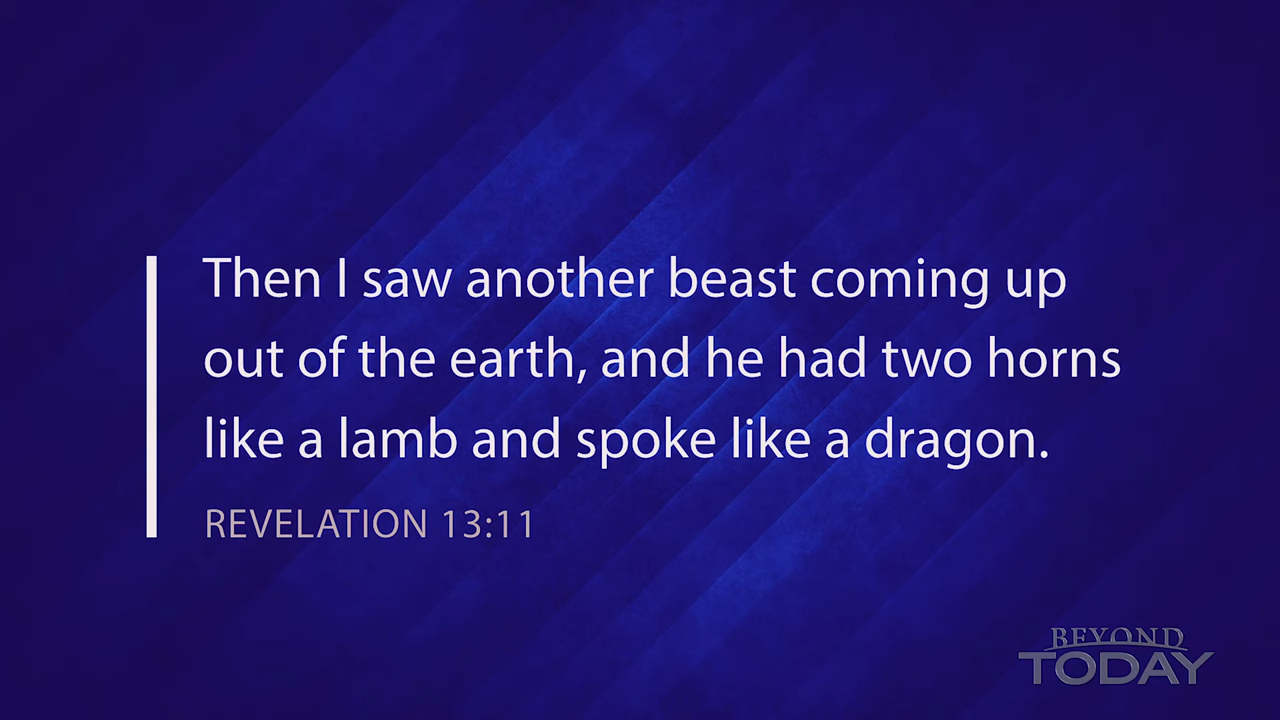 Then I saw another beast coming up
out of the earth, and he had two horns
like a lamb and spoke like a dragon.
REVELATION 13:11
BEYOND
TODAY